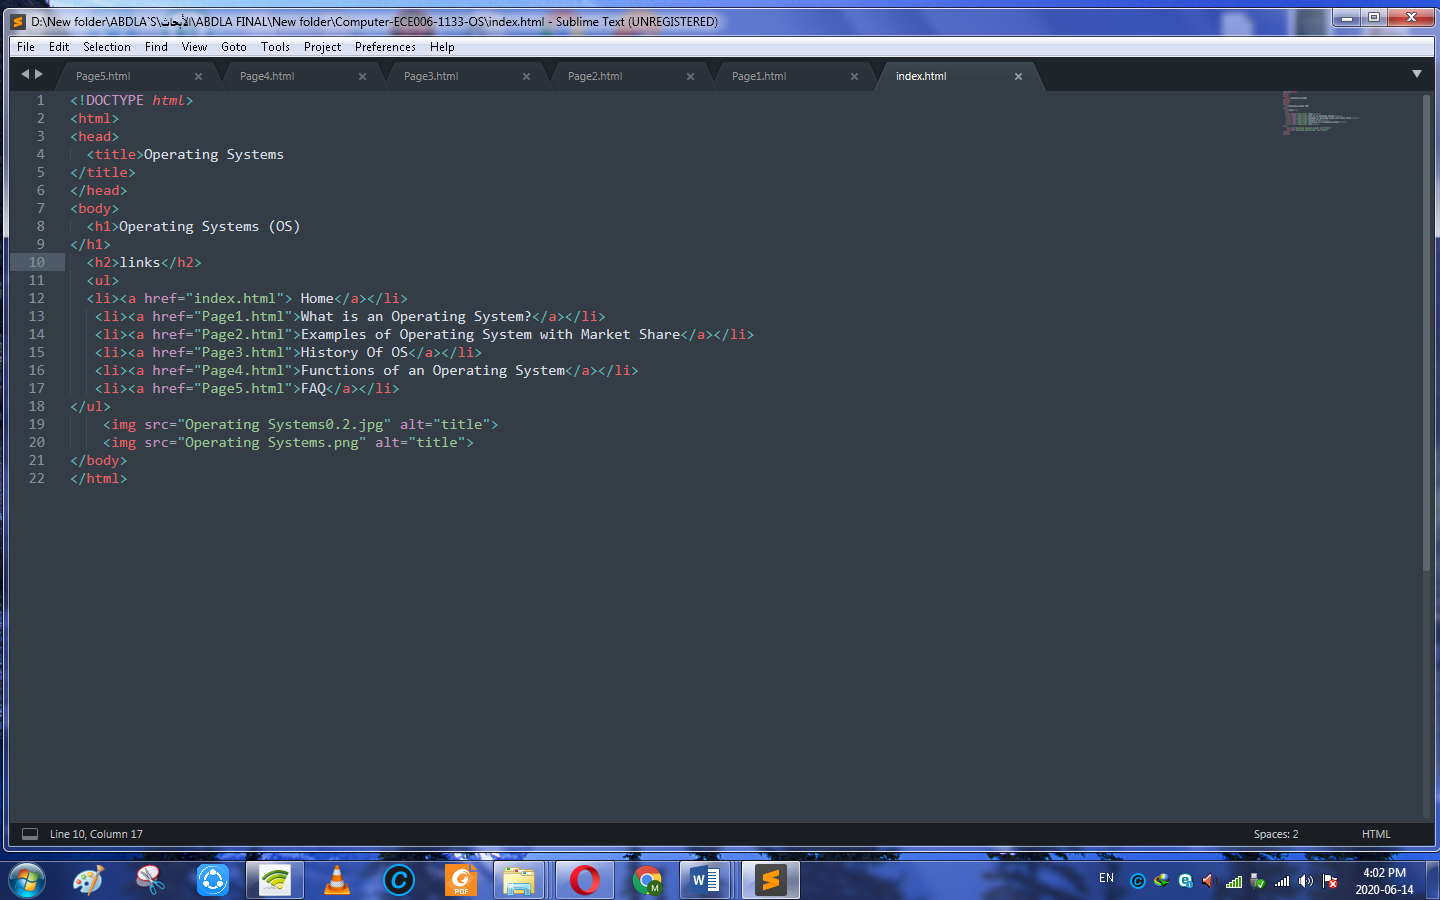 D:\New folder\ABDLA`S\الأبحاث\ABDLA FINAL\New folder\Computer-ECE006-1133-OS\index.html - Sublime Text (UNREGISTERED)
File Edit Selection Find View Goto Tools Project Preferences Help
Page5.html Page4.html Page3.html Page2.html Page1.html index.html
1 <!DOCTYPE html>
2 <html>
3 <head>
4   <title>Operating Systems
5 </title>
6 </head>
7 <body>
8   <h1>Operating Systems (OS)
9 </h1>
10   <h2>links</h2>
11   <ul>
12   <li><a href="index.html"> Home</a></li>
13    <li><a href="Page1.html">What is an Operating System?</a></li>
14    <li><a href="Page2.html">Examples of Operating System with Market Share</a></li>
15    <li><a href="Page3.html">History Of OS</a></li>
16    <li><a href="Page4.html">Functions of an Operating System</a></li>
17    <li><a href="Page5.html">FAQ</a></li>
18 </ul>
19     <img src="Operating Systems0.2.jpg" alt="title">
20     <img src="Operating Systems.png" alt="title">
21 </body>
22 </html>
Line 10, Column 17 Spaces: 2 HTML
PDF M W EN 4:02 PM
2020-06-14